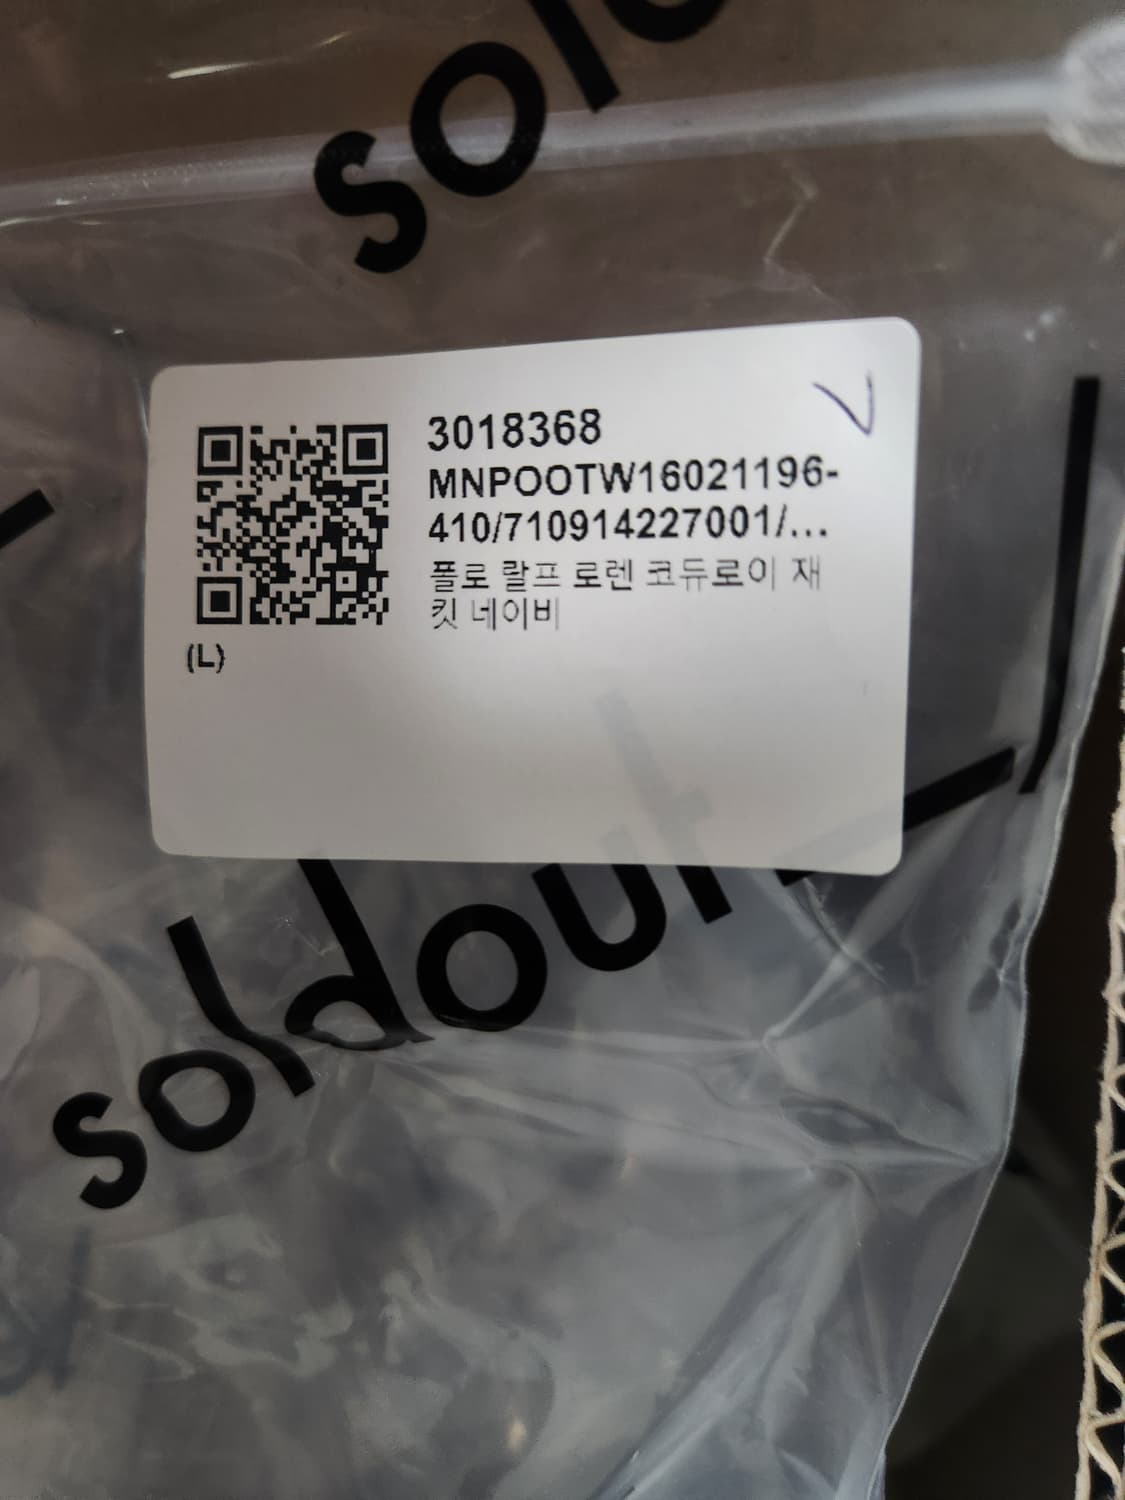 sold
3018368
MNPOOTW16021196-
410/710914227001/...
폴로 랄프 로렌 코듀로이 재
킷 네이비
(L)
soldout